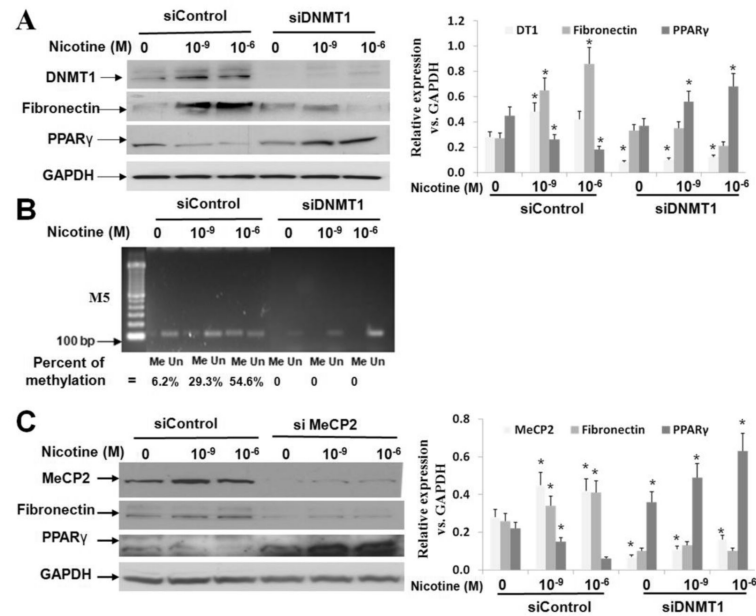 A
siControl siDNMT1
Nicotine (M) 0 10-9 10-6 0 10-9 10-6
DNMT1
Fibronectin
PPARγ
GAPDH
Relative expression
vs. GAPDH
1.2
1.0
0.8
0.6
0.4
0.2
0.0
DT1 Fibronectin PPARγ
* * * * * * * * *
Nicotine (M) 0 10-9 10-6 0 10-9 10-6
siControl siDNMT1
B
siControl siDNMT1
Nicotine (M) 0 10-9 10-6 0 10-9 10-6
M5
100 bp
Me Un Me Un Me Un Me Un Me Un Me Un
Percent of
methylation = 6.2% 29.3% 54.6% 0 0 0
C
siControl si MeCP2
Nicotine (M) 0 10-9 10-6 0 10-9 10-6
MeCP2
Fibronectin
PPARγ
GAPDH
Relative expression
vs. GAPDH
0.8
0.6
0.4
0.2
0.0
MeCP2 Fibronectin PPARγ
* * * * * * * * * * *
Nicotine (M) 0 10-9 10-6 0 10-9 10-6
siControl siDNMT1